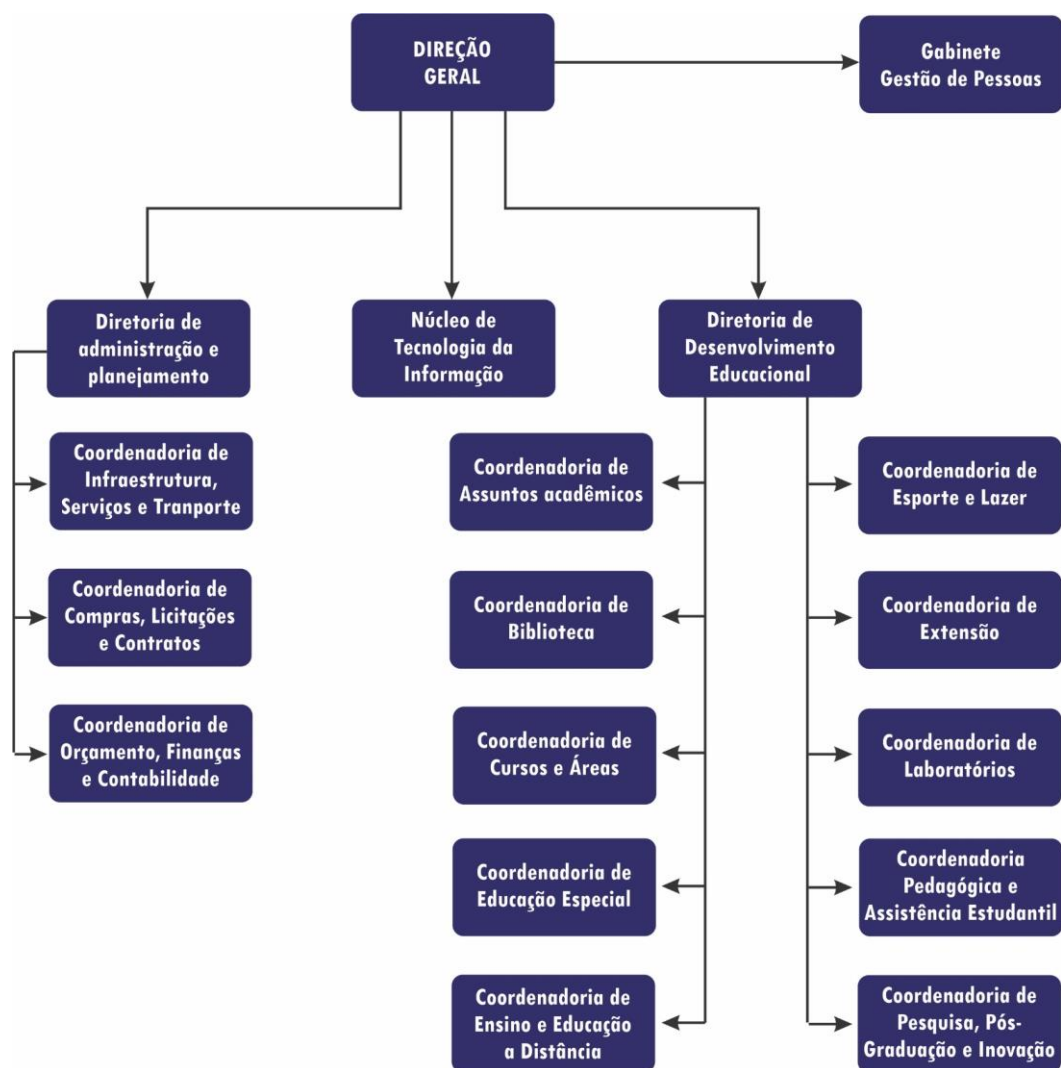 DIREÇÃO
GERAL
Gabinete
Gestão de Pessoas
Diretoria de
administração e
planejamento
Núcleo de
Tecnologia da
Informação
Diretoria de
Desenvolvimento
Educacional
Coordenadoria de
Infraestrutura,
Serviços e Tranporte
Coordenadoria de
Compras, Licitações
e Contratos
Coordenadoria de
Orçamento, Finanças
e Contabilidade
Coordenadoria de
Assuntos acadêmicos
Coordenadoria de
Biblioteca
Coordenadoria de
Cursos e Áreas
Coordenadoria de
Educação Especial
Coordenadoria de
Ensino e Educação
a Distância
Coordenadoria de
Esporte e Lazer
Coordenadoria de
Extensão
Coordenadoria de
Laboratórios
Coordenadoria
Pedagógica e
Assistência Estudantil
Coordenadoria de
Pesquisa, Pós-
Graduação e Inovação